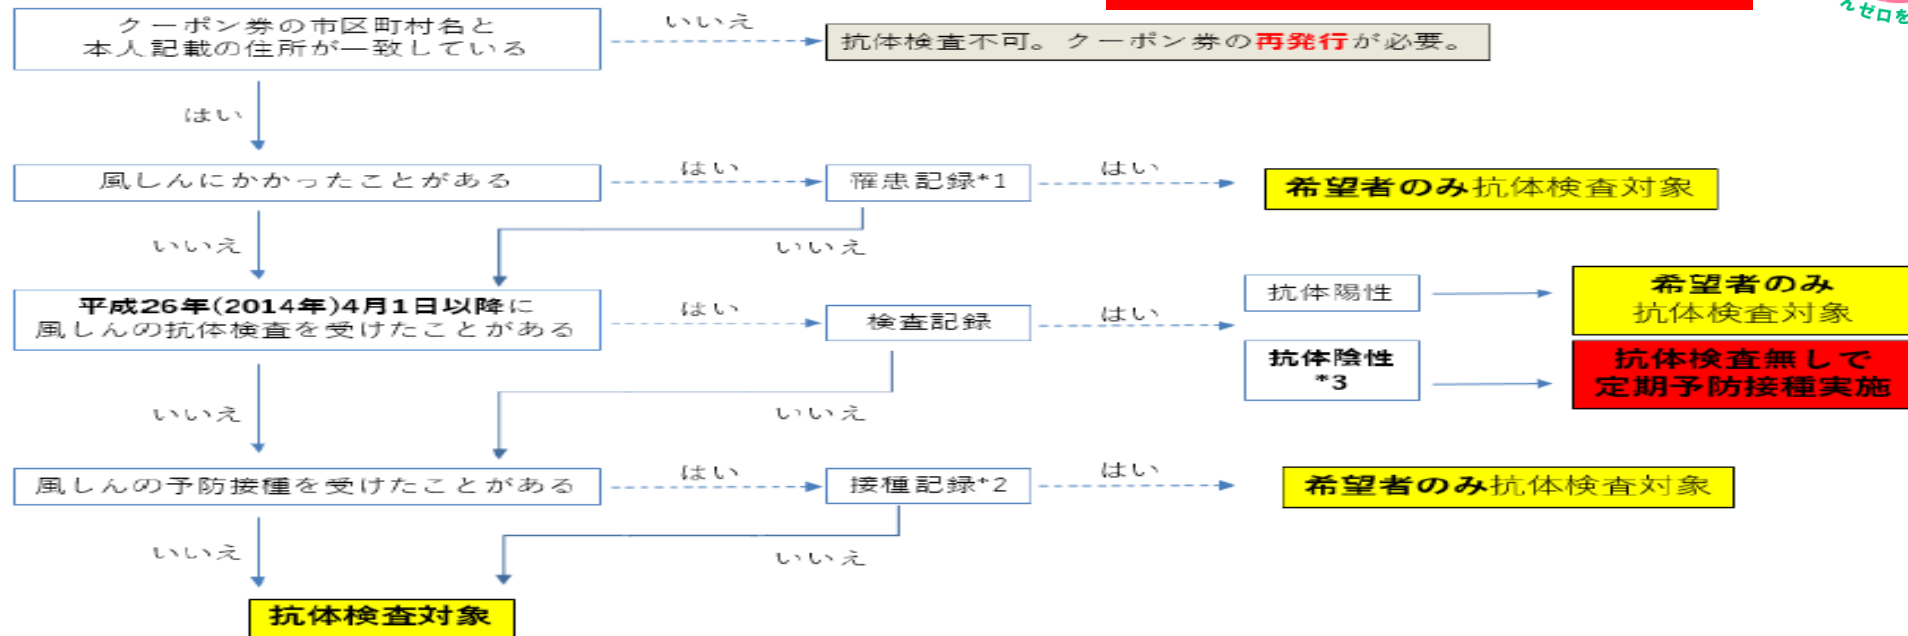 クーポン券の市区町村名と
本人記載の住所が一致している
いいえ
抗体検査不可。クーポン券の再発行が必要。
はい
風しんにかかったことがある
はい
罹患記録*1
はい
希望者のみ抗体検査対象
いいえ
いいえ
平成26年(2014年)4月1日以降に
風しんの抗体検査を受けたことがある
はい
検査記録
はい
抗体陽性
希望者のみ
抗体検査対象
抗体陰性
*3
抗体検査無しで
定期予防接種実施
いいえ
いいえ
風しんの予防接種を受けたことがある
はい
接種記録*2
はい
希望者のみ抗体検査対象
いいえ
いいえ
抗体検査対象
んゼロを